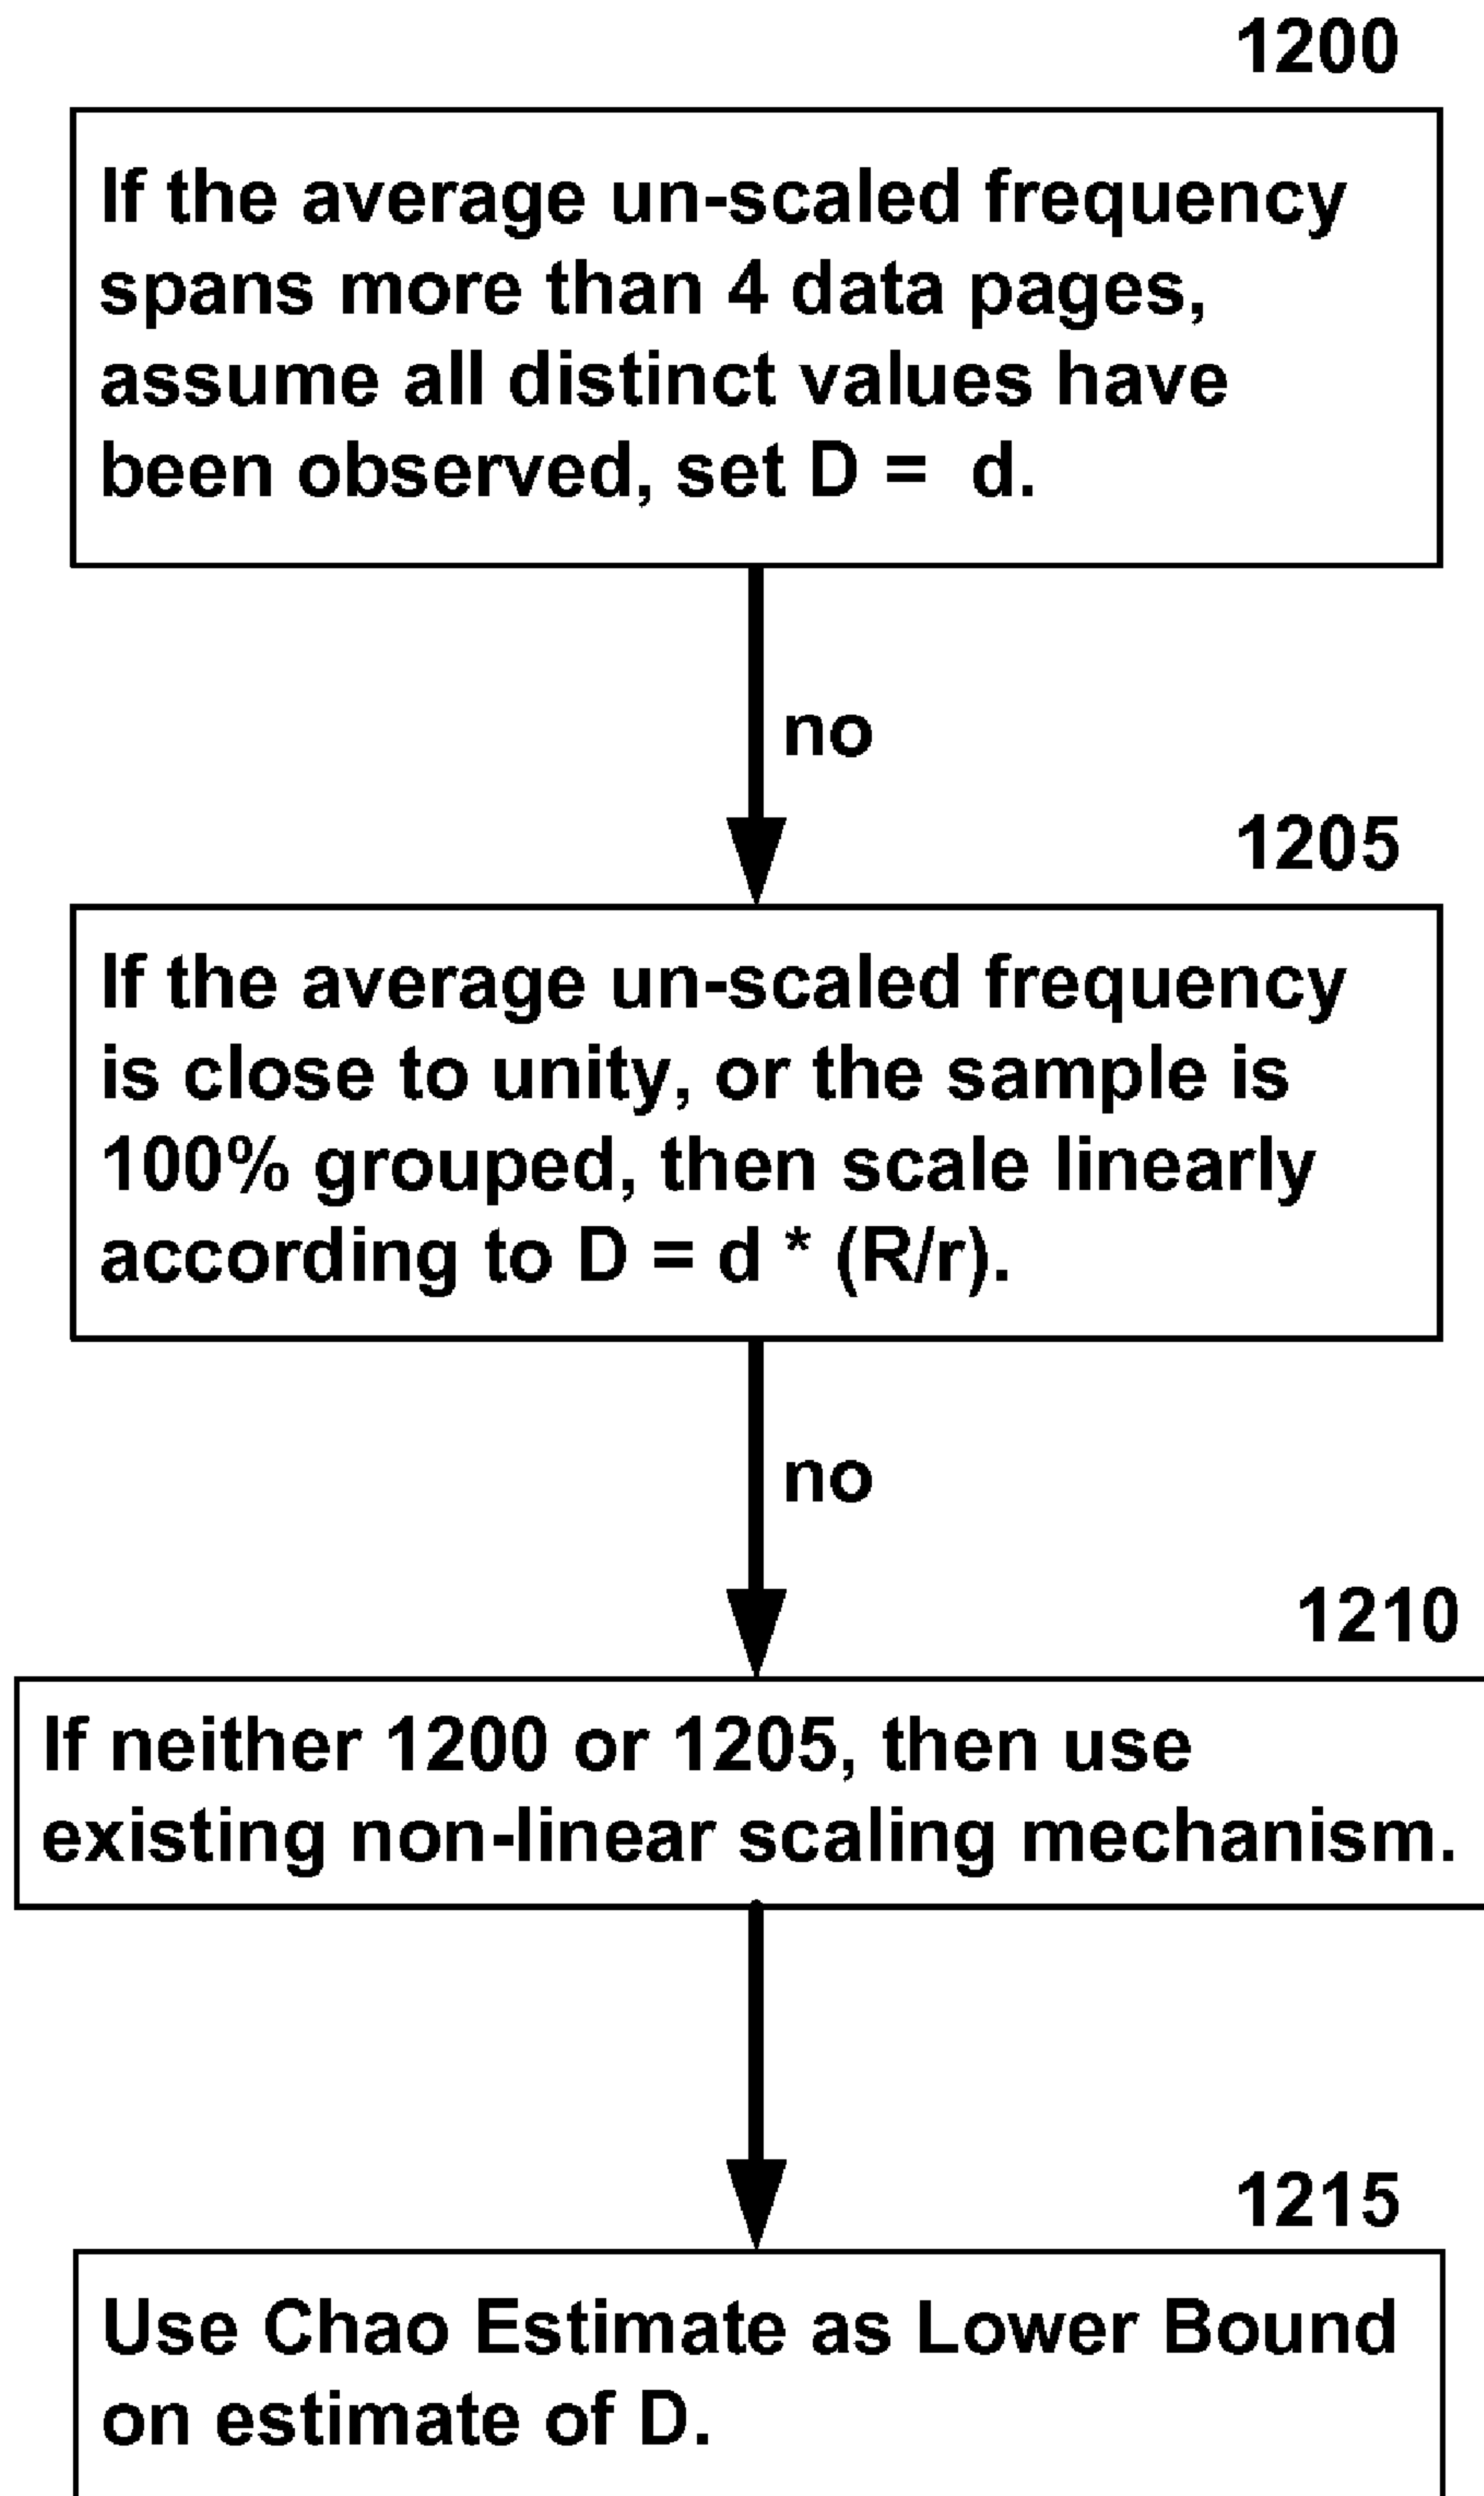 1200
If the average un-scaled frequency
spans more than 4 data pages,
assume all distinct values have
been observed, set D = d.
no
1205
If the average un-scaled frequency
is close to unity, or the sample is
100% grouped, then scale linearly
according to D = d * (R/r).
no
1210
If neither 1200 or 1205, then use
existing non-linear scaling mechanism.
1215
Use Chao Estimate as Lower Bound
on estimate of D.